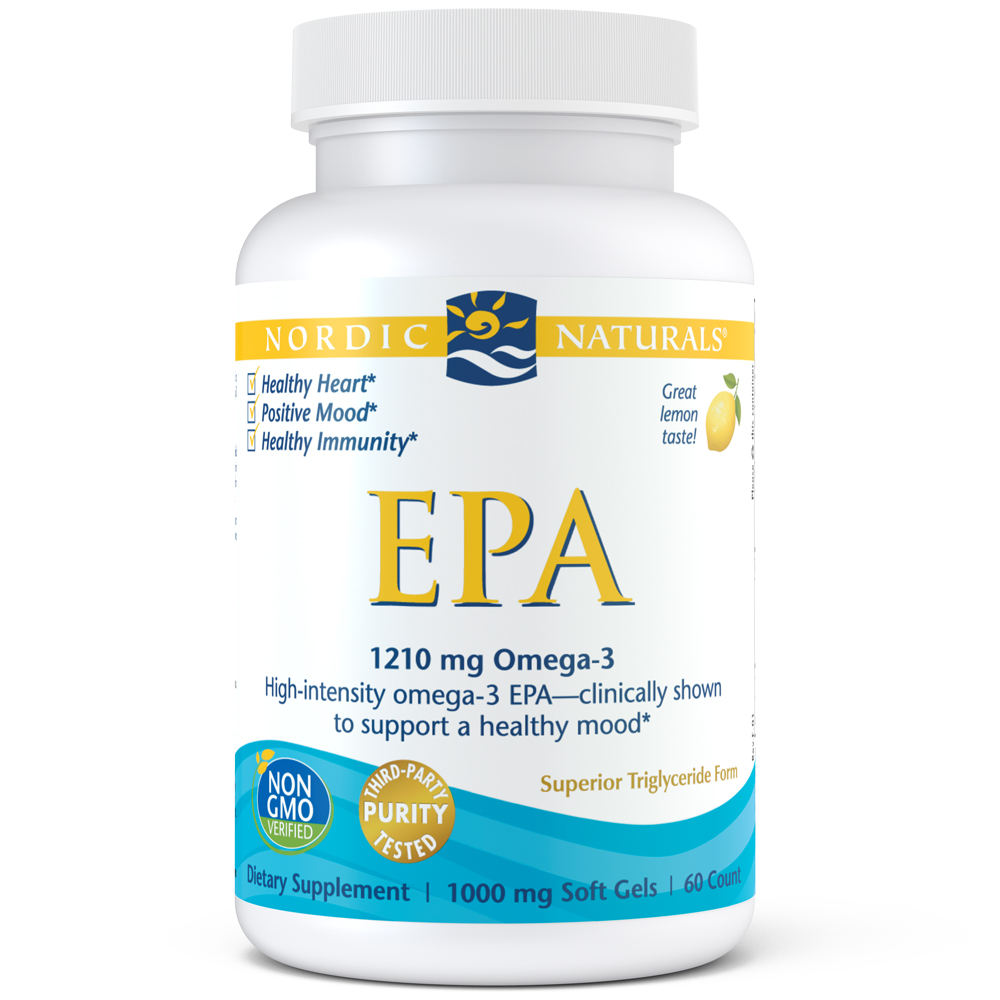 NORDIC NATURALS®
Healthy Heart*
Positive Mood*
Healthy Immunity*
Great
lemon
taste!
EPA
1210 mg Omega-3
High-intensity omega-3 EPA—clinically shown
to support a healthy mood*
Superior Triglyceride Form
NON
GMO
VERIFIED
THIRD-PARTY
PURITY
TESTED
Dietary Supplement | 1000 mg Soft Gels | 60 Count